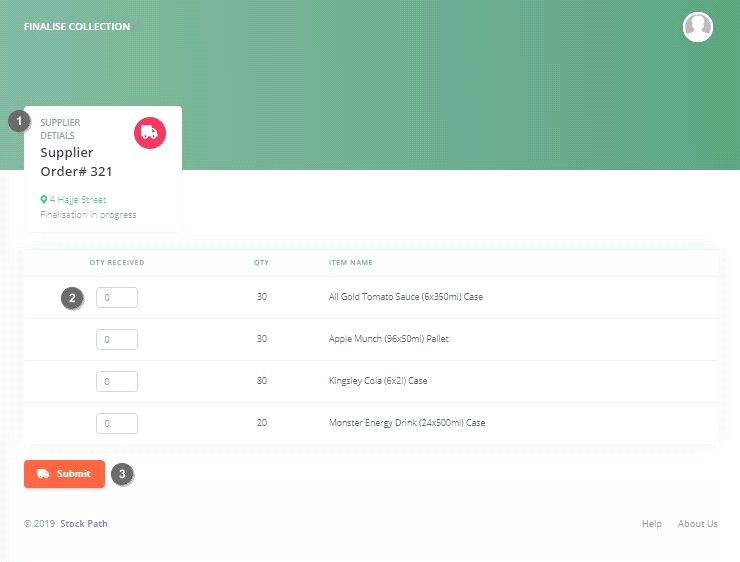 FINALISE COLLECTION
1
SUPPLIER
DETIALS
Supplier
Order# 321
4 Hajje Street
Finalisation in progress
QTY RECEIVED QTY ITEM NAME
2 0 30 All Gold Tomato Sauce (6x350ml) Case
0 30 Apple Munch (96x50ml) Pallet
0 80 Kingsley Cola (6x2l) Case
0 20 Monster Energy Drink (24x500ml) Case
Submit 3
© 2019 Stock Path Help About Us